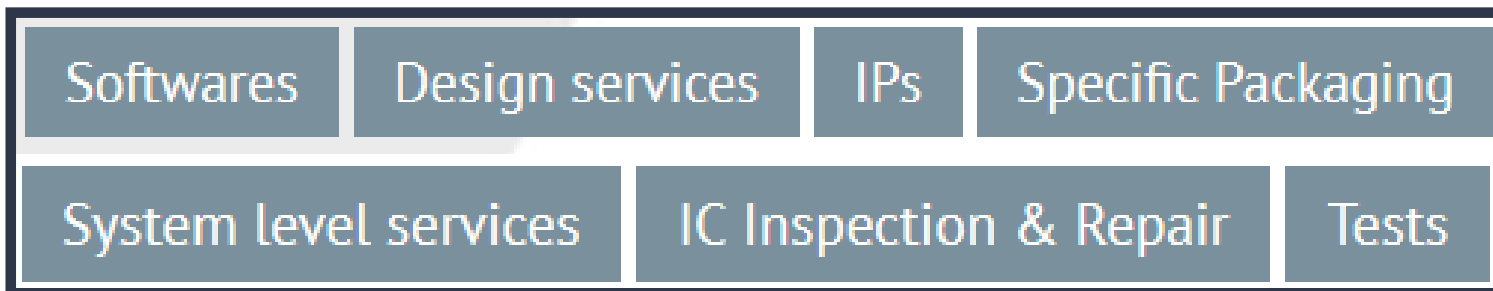 Softwares Design services IPs Specific Packaging
System level services IC Inspection & Repair Tests